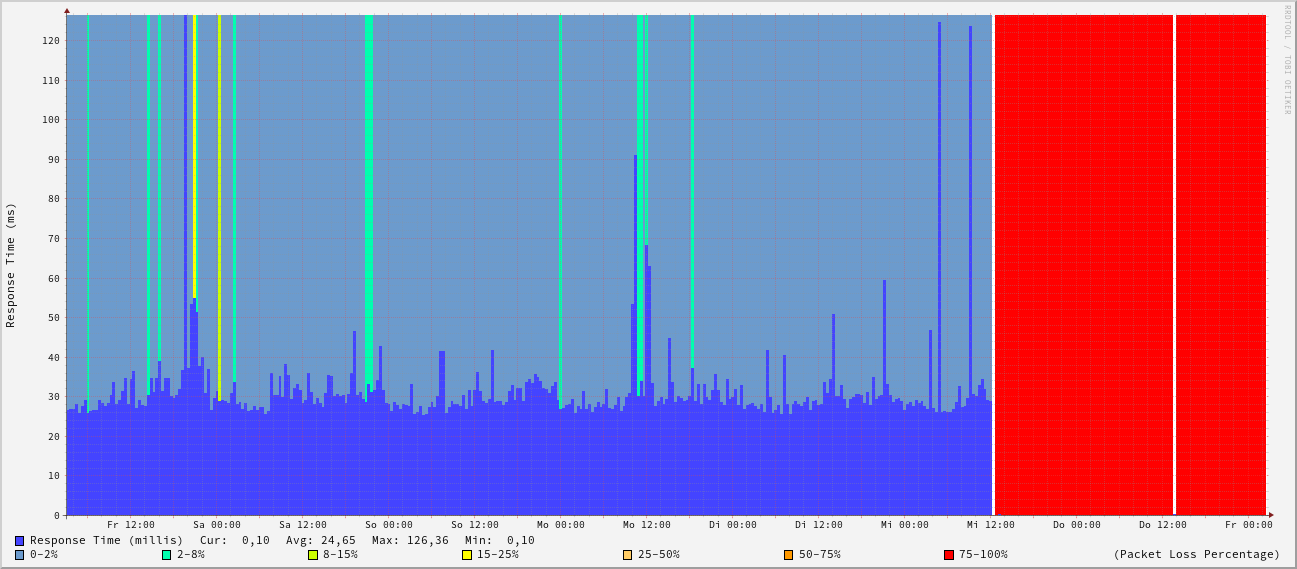 RRDTOOL / TOBI OETIKER
Response Time (ms)
120
110
100
90
80
70
60
50
40
30
20
10
0
Fr 12:00 Sa 00:00 Sa 12:00 So 00:00 So 12:00 Mo 00:00 Mo 12:00 Di 00:00 Di 12:00 Mi 00:00 Mi 12:00 Do 00:00 Do 12:00 Fr 00:00
Response Time (millis) Cur: 0,10 Avg: 24,65 Max: 126,36 Min: 0,10
0-2% 2-8% 8-15% 15-25% 25-50% 50-75% 75-100% (Packet Loss Percentage)